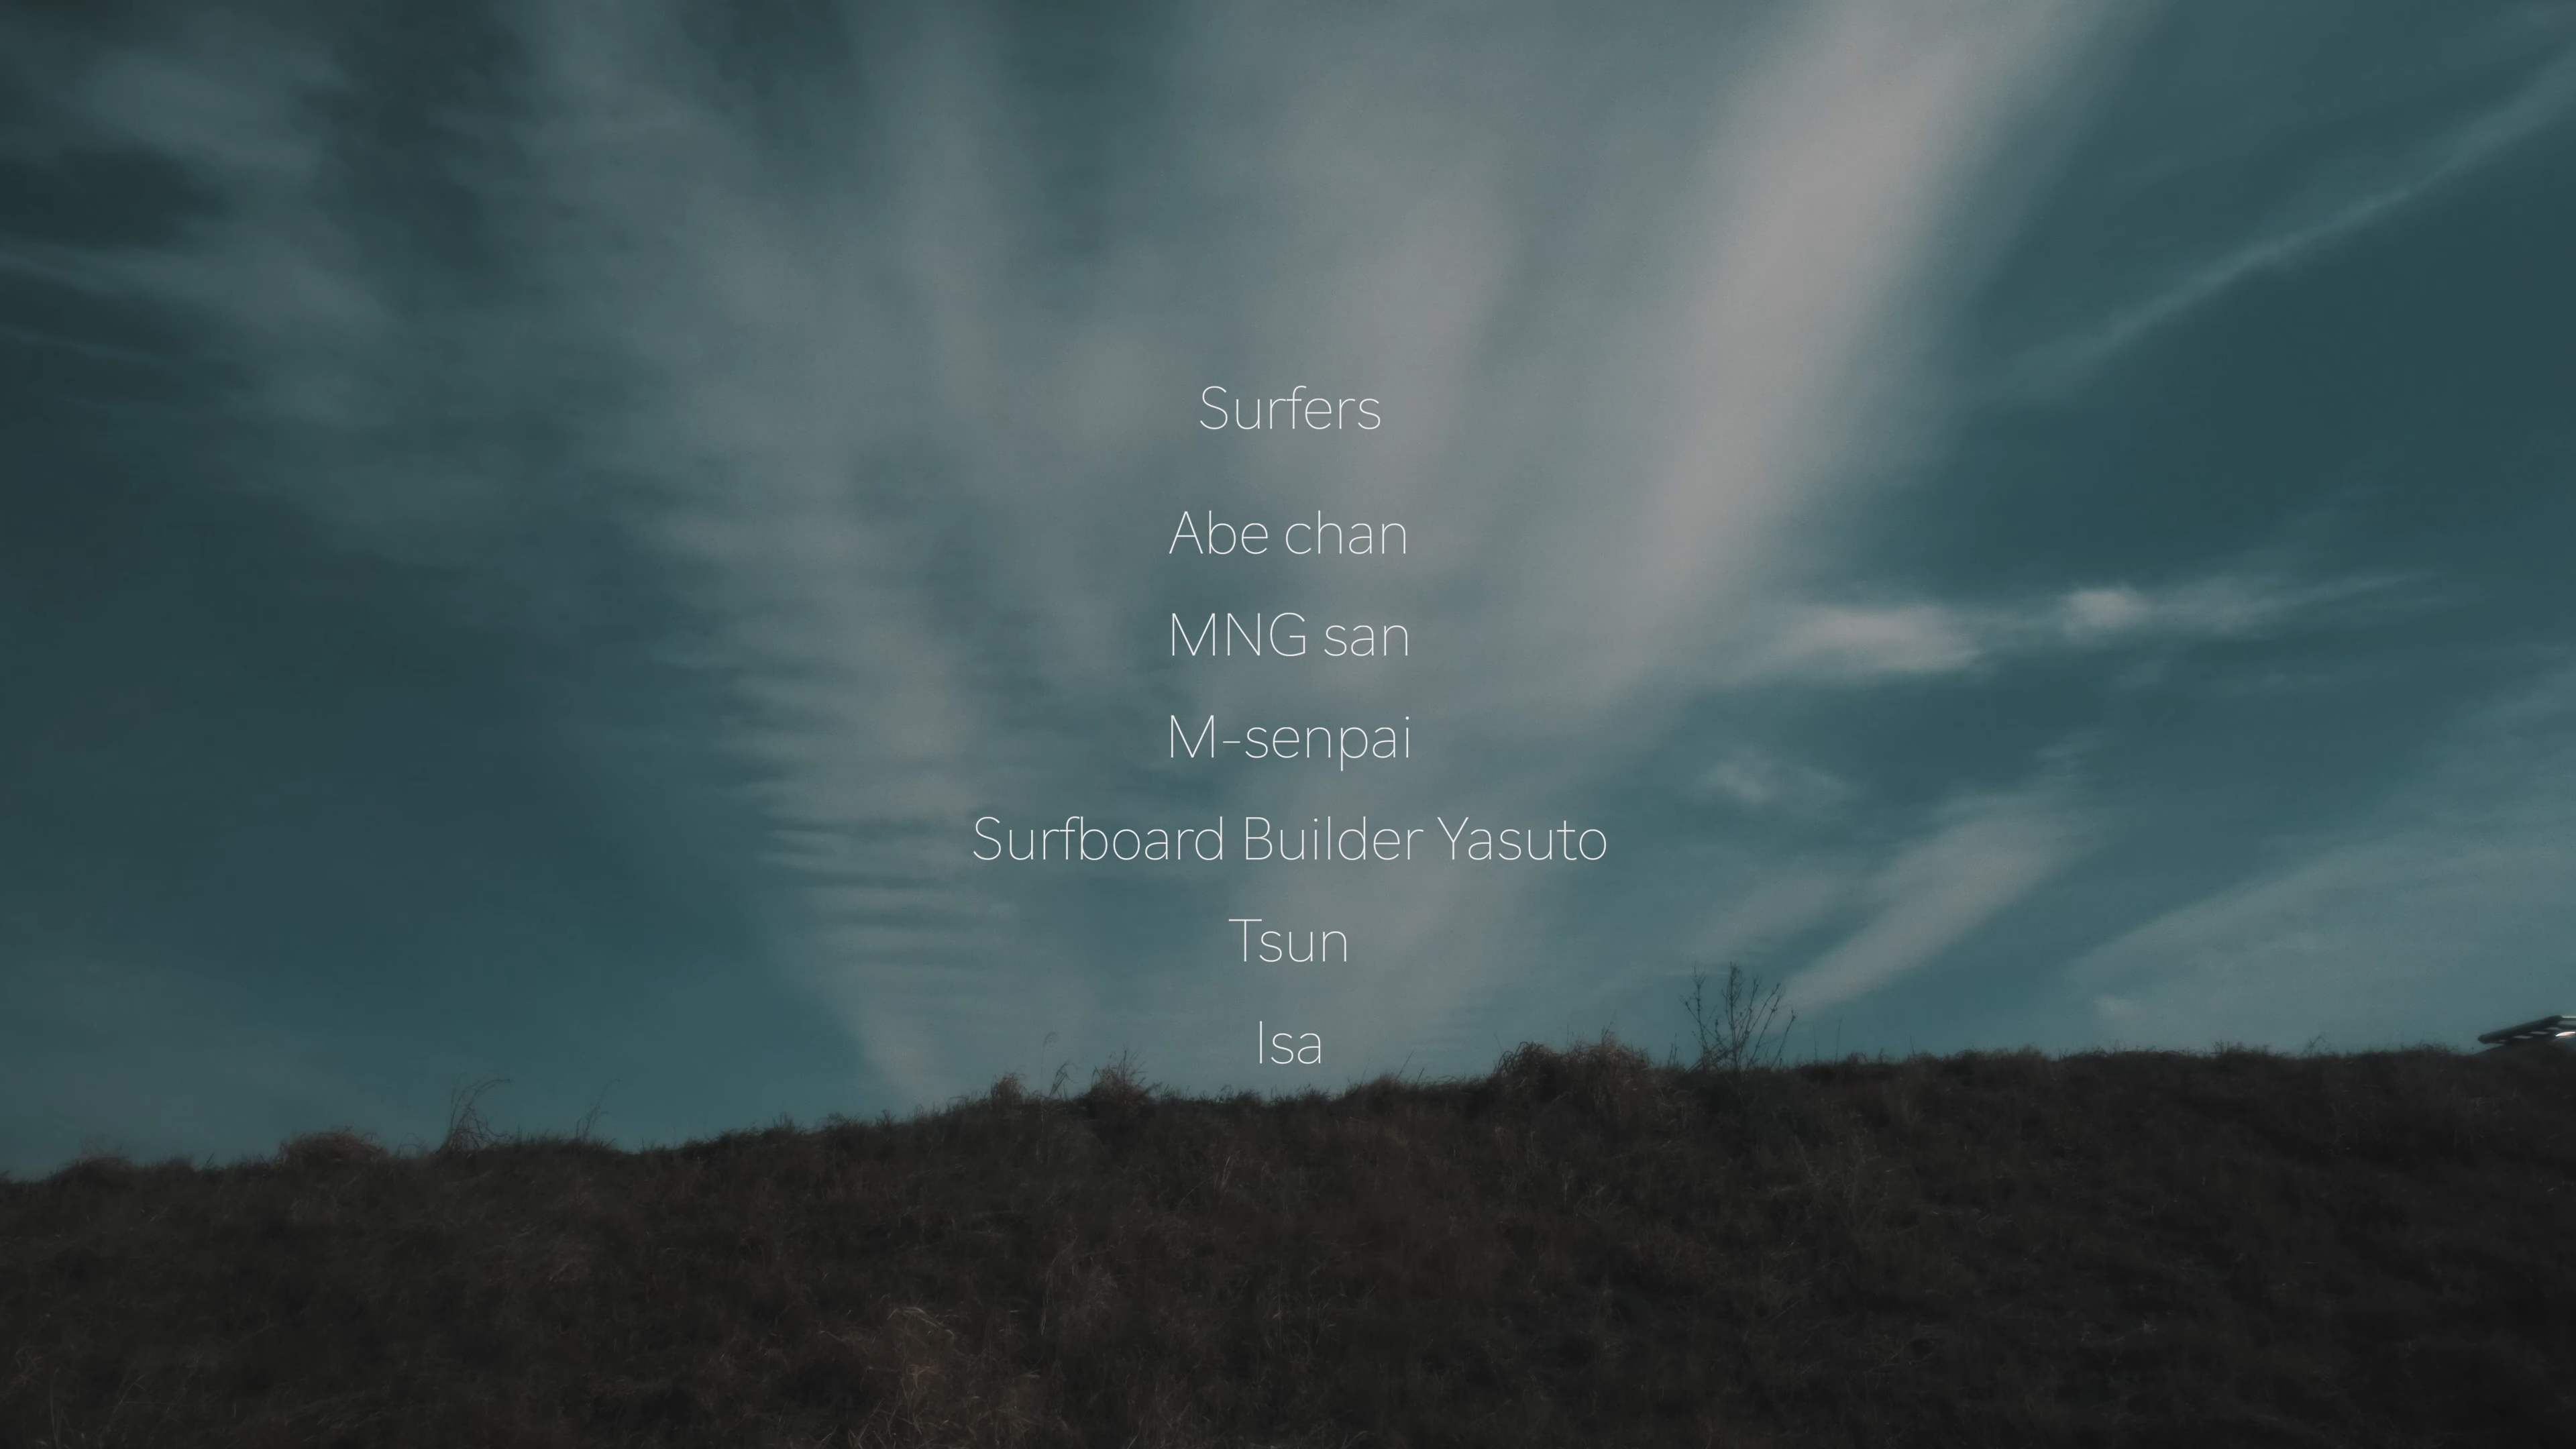 Surfers
Abe chan
MNG san
M-senpai
Surfboard Builder Yasuto
Tsun
Isa